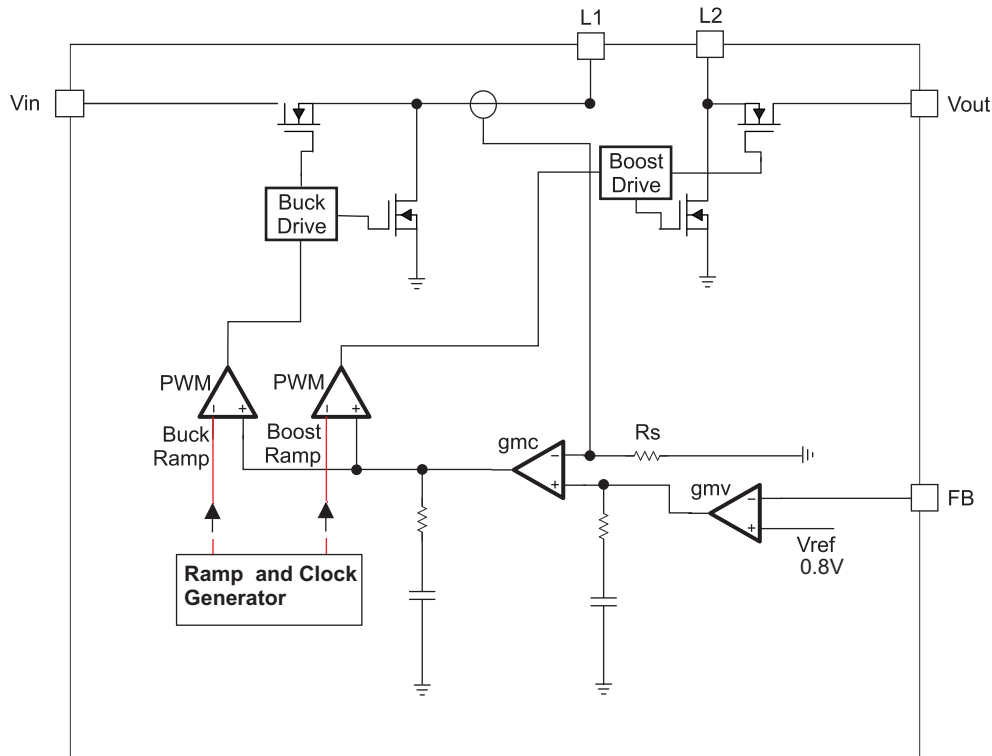 L1
L2
Vin
Vout
Boost
Drive
Buck
Drive
PWM
PWM
− +
− +
Buck
Ramp
Boost
Ramp
gmc
−
+
Rs
gmv
−
+
FB
Vref
0.8V
Ramp and Clock
Generator